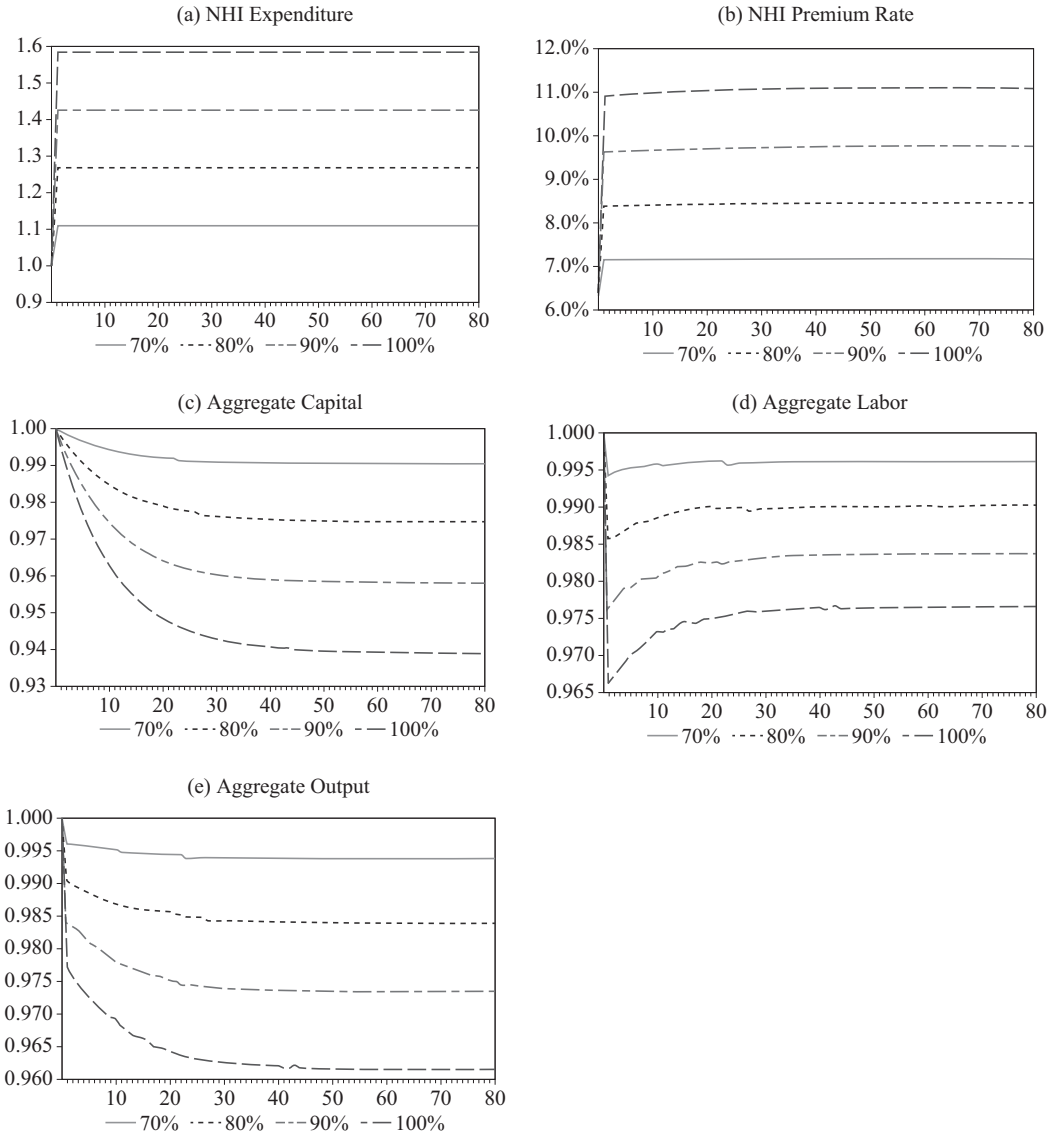 (a) NHI Expenditure
1.6
1.5
1.4
1.3
1.2
1.1
1.0
0.9
10 20 30 40 50 60 70 80
70% 80% 90% 100%
(b) NHI Premium Rate
12.0%
11.0%
10.0%
9.0%
8.0%
7.0%
6.0%
10 20 30 40 50 60 70 80
70% 80% 90% 100%
(c) Aggregate Capital
1.00
0.99
0.98
0.97
0.96
0.95
0.94
0.93
10 20 30 40 50 60 70 80
70% 80% 90% 100%
(d) Aggregate Labor
1.000
0.995
0.990
0.985
0.980
0.975
0.970
0.965
10 20 30 40 50 60 70 80
70% 80% 90% 100%
(e) Aggregate Output
1.000
0.995
0.990
0.985
0.980
0.975
0.970
0.965
0.960
10 20 30 40 50 60 70 80
70% 80% 90% 100%